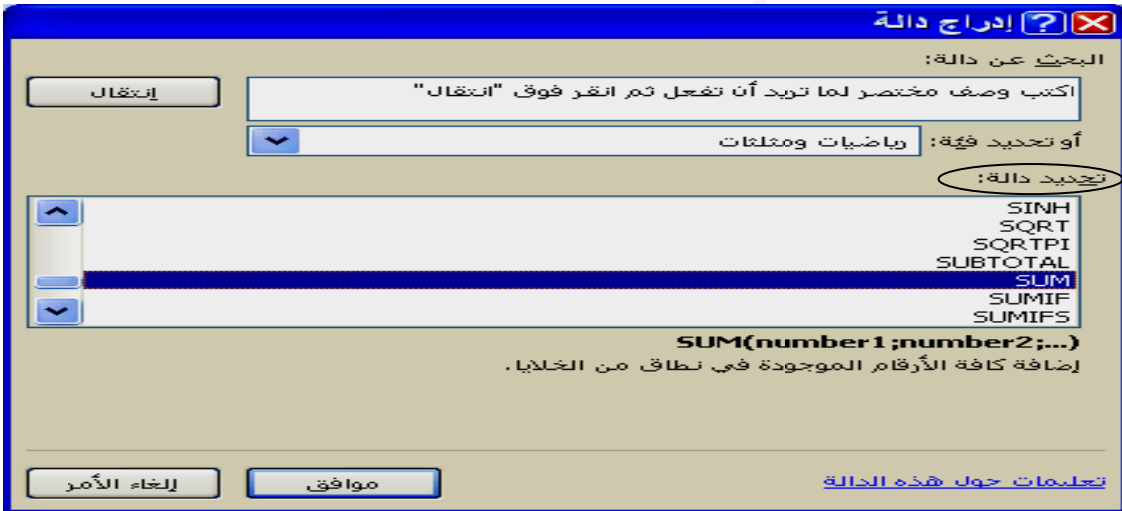 إدراج دالة
البحث عن دالة:
اكتب وصف مختصر لما تريد أن تفعل ثم انقر فوق "انتقال"
إنتقال
أو تحديد فئة: رياضيات ومثلثات
تحديد دالة:
SINH
SQRT
SQRTPI
SUBTOTAL
SUM
SUMIF
SUMIFS
SUM(number1;number2;...)
إضافة كافة الأرقام الموجودة في نطاق من الخلايا.
تعليمات حول هذه الدالة
موافق
إلغاء الأمر